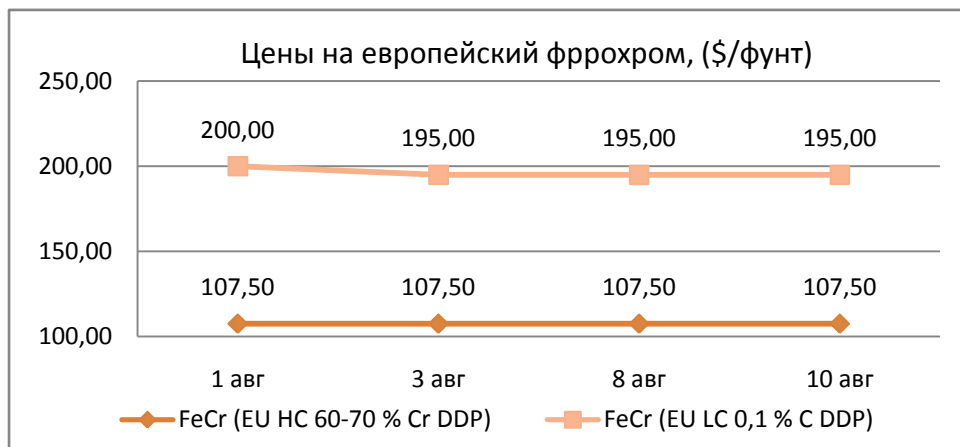 Цены на европейский фррохром, ($/фунт)
250,00
200,00
150,00
100,00
200,00 195,00 195,00 195,00
107,50 107,50 107,50 107,50
1 авг 3 авг 8 авг 10 авг
FeCr (EU HC 60-70 % Cr DDP) FeCr (EU LC 0,1 % C DDP)